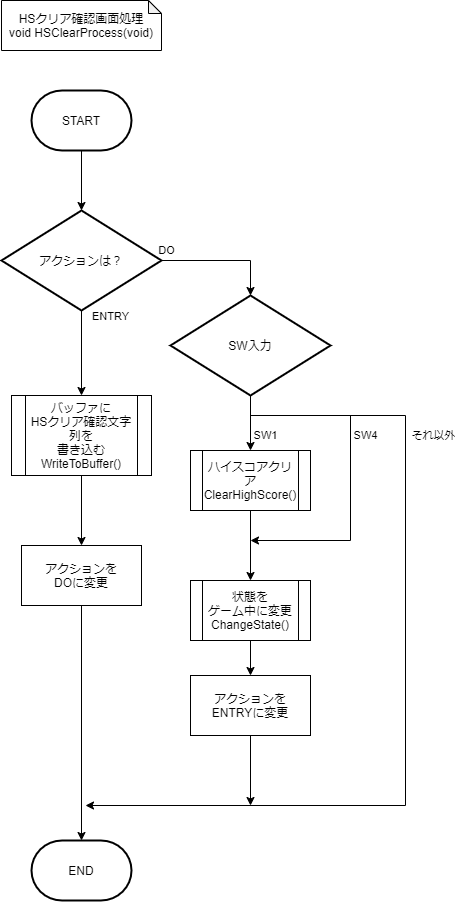 HSクリア確認画面処理
void HSClearProcess(void)
START
アクションは？
DO
ENTRY
SW入力
バッファに
HSクリア確認文字
列を
書き込む
WriteToBuffer()
SW1
SW4
それ以外
ハイスコアクリ
ア
ClearHighScore()
アクションを
DOに変更
状態を
ゲーム中に変更
ChangeState()
アクションを
ENTRYに変更
END